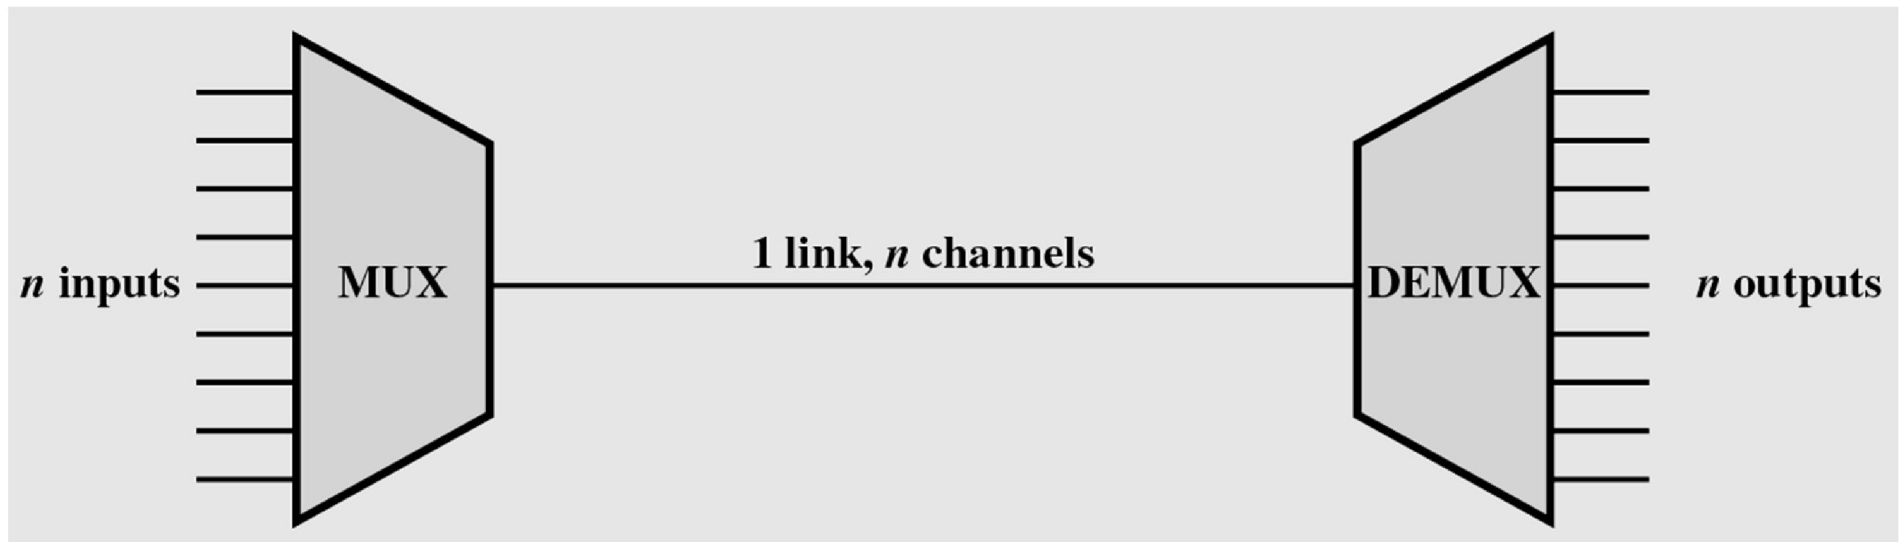 n inputs
MUX
1 link, n channels
DEMUX
n outputs